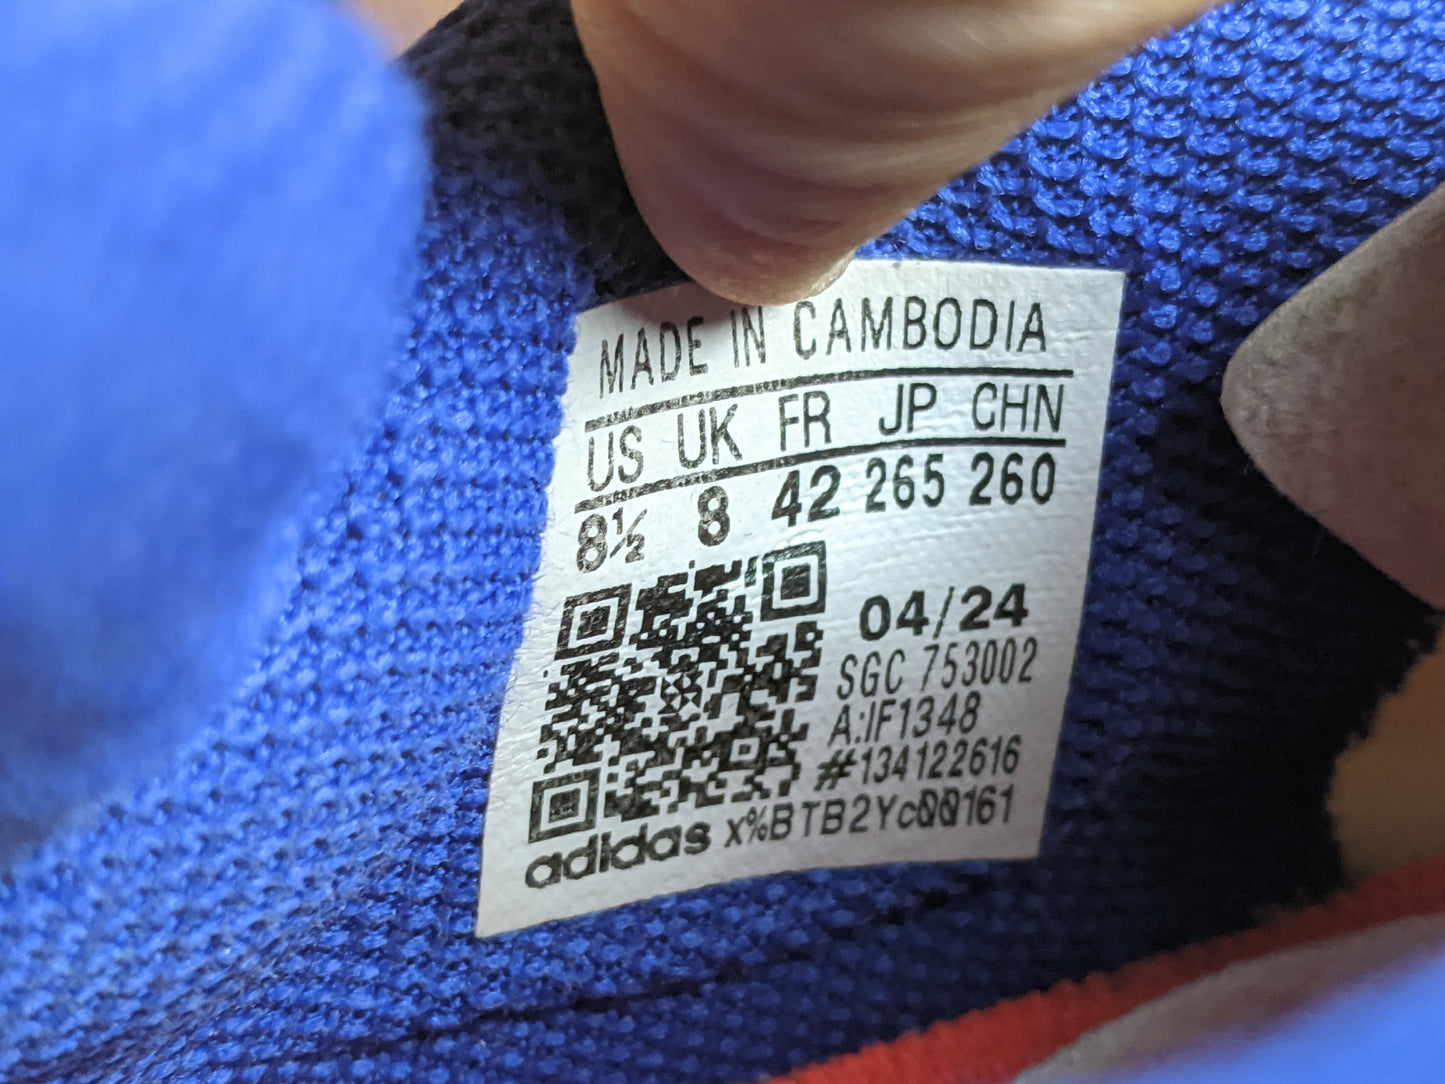 MADE IN CAMBODIA
US UK FR JP CHN
8½ 8 42 265 260
04/24
SGC 753002
A:IF1348
#134122616
adidas x%BTB2Yc00161